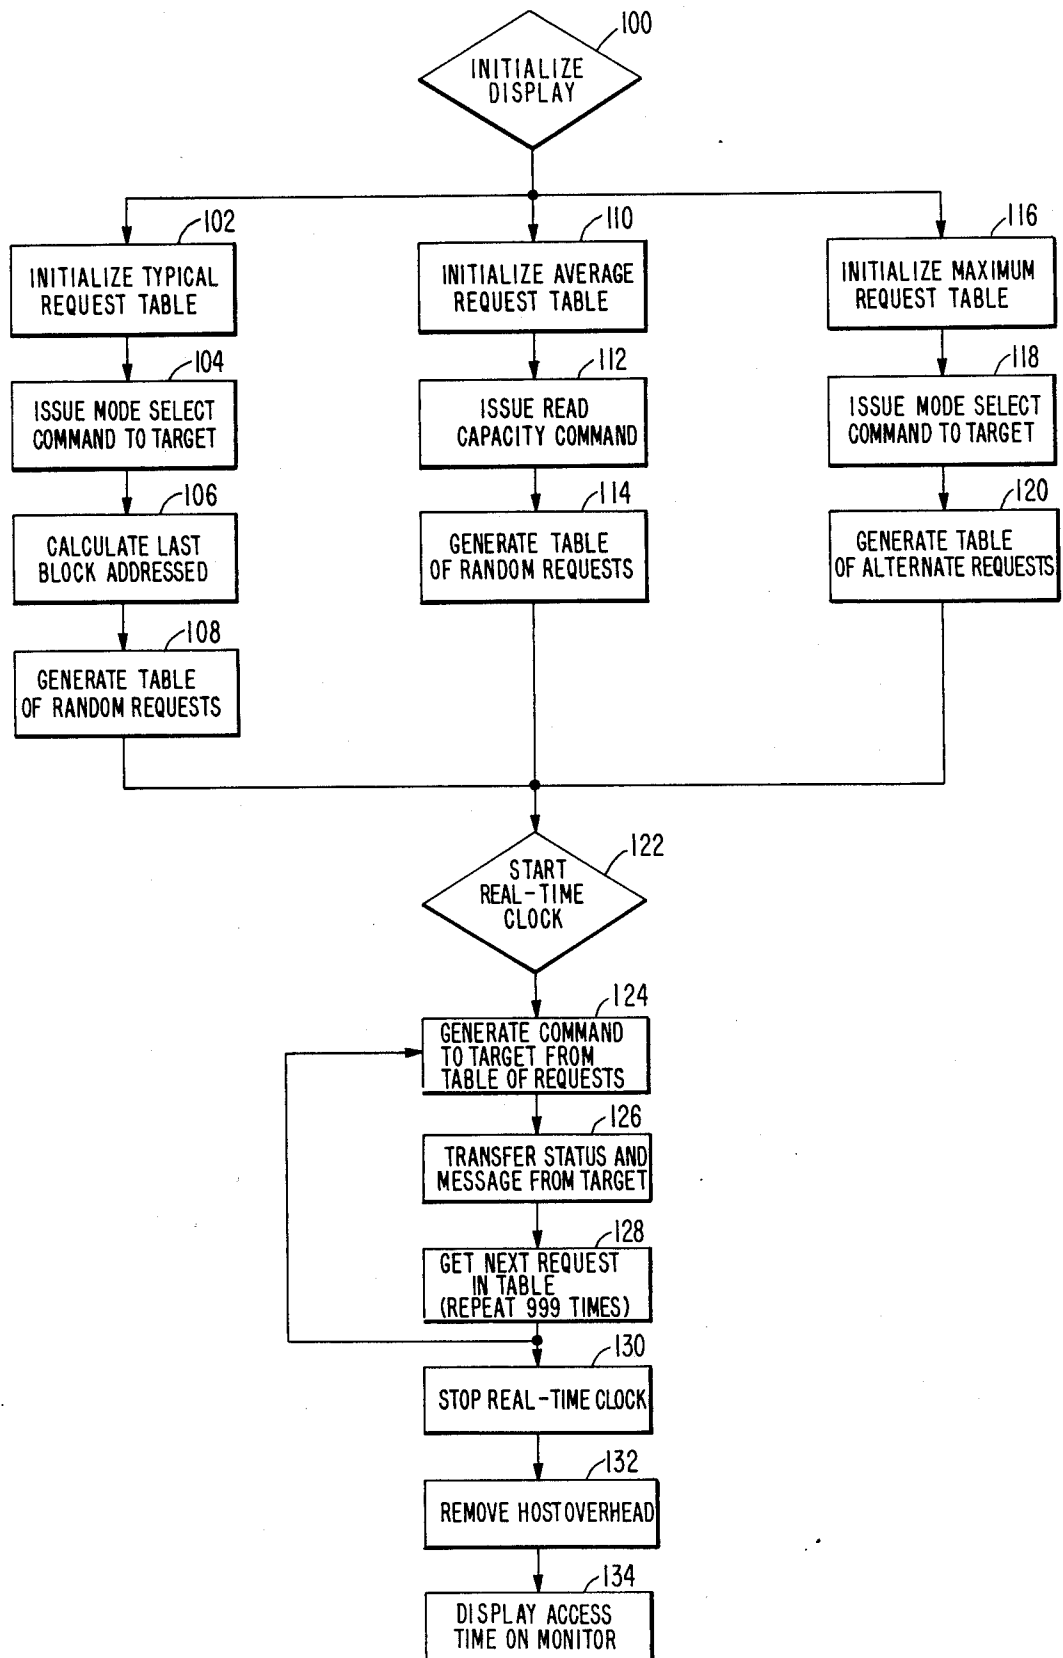 100
INITIALIZE
DISPLAY
102
INITIALIZE TYPICAL
REQUEST TABLE
110
INITIALIZE AVERAGE
REQUEST TABLE
116
INITIALIZE MAXIMUM
REQUEST TABLE
104
ISSUE MODE SELECT
COMMAND TO TARGET
112
ISSUE READ
CAPACITY COMMAND
118
ISSUE MODE SELECT
COMMAND TO TARGET
106
CALCULATE LAST
BLOCK ADDRESSED
114
GENERATE TABLE
OF RANDOM REQUESTS
120
GENERATE TABLE
OF ALTERNATE REQUESTS
108
GENERATE TABLE
OF RANDOM REQUESTS
122
START
REAL-TIME
CLOCK
124
GENERATE COMMAND
TO TARGET FROM
TABLE OF REQUESTS
126
TRANSFER STATUS AND
MESSAGE FROM TARGET
128
GET NEXT REQUEST
IN TABLE
(REPEAT 999 TIMES)
130
STOP REAL-TIME CLOCK
132
REMOVE HOST OVERHEAD
134
DISPLAY ACCESS
TIME ON MONITOR